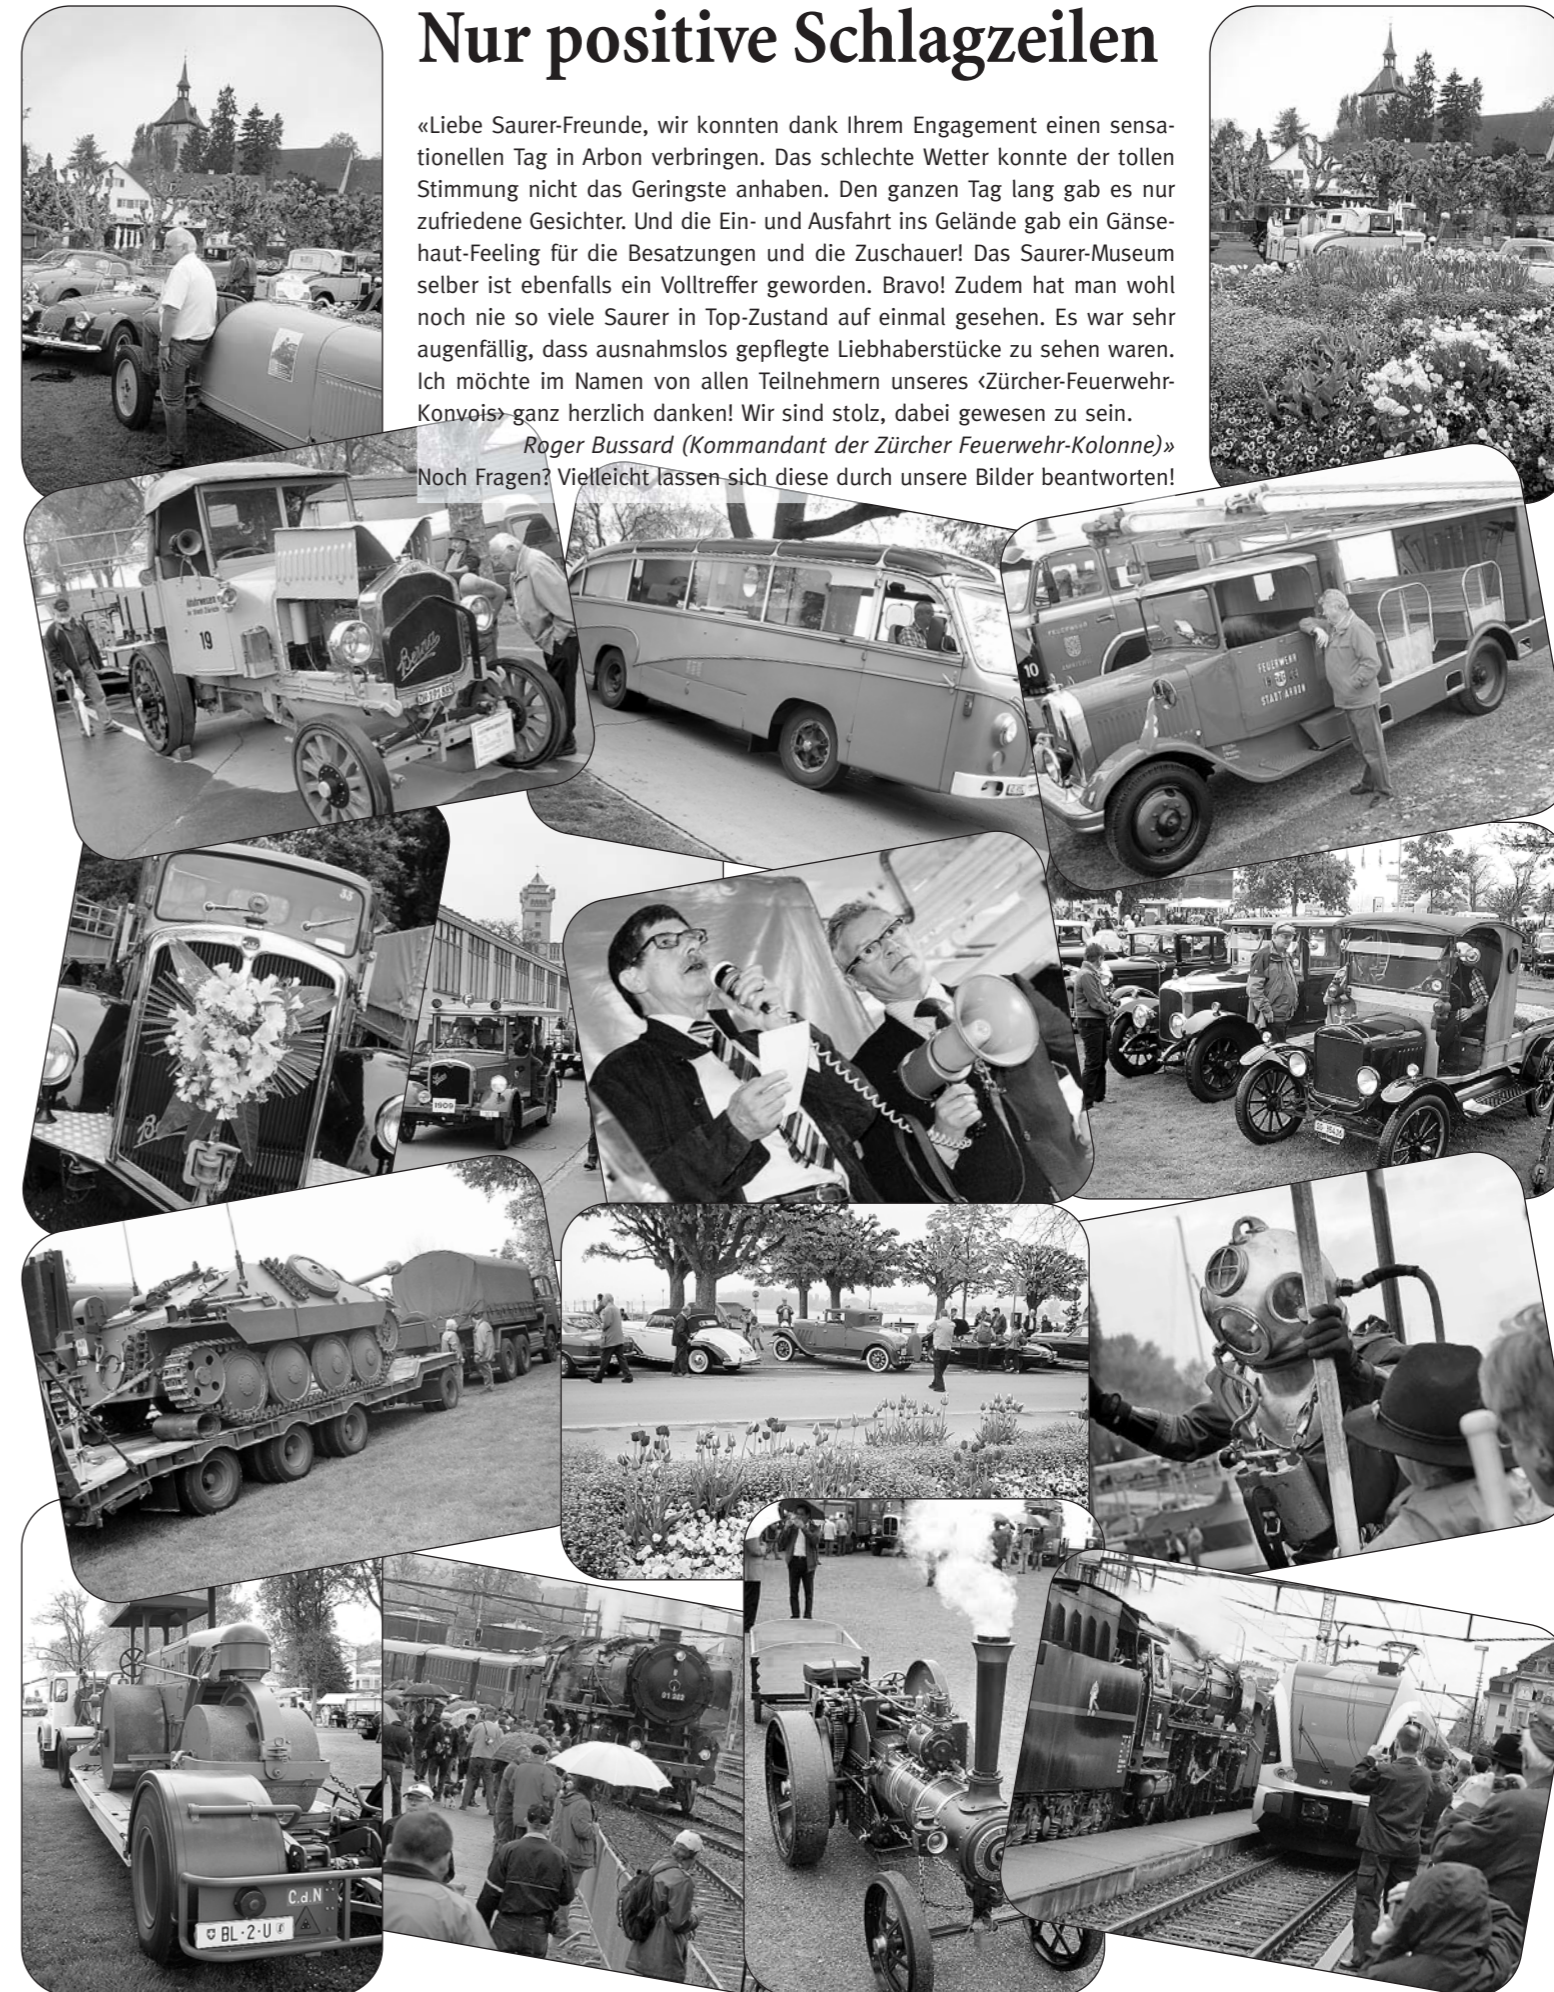 Nur positive Schlagzeilen
«Liebe Saurer-Freunde, wir konnten dank Ihrem Engagement einen sensa-
tionellen Tag in Arbon verbringen. Das schlechte Wetter konnte der tollen
Stimmung nicht das Geringste anhaben. Den ganzen Tag lang gab es nur
zufriedene Gesichter. Und die Ein- und Ausfahrt ins Gelände gab ein Gänse-
haut-Feeling für die Besatzungen und die Zuschauer! Das Saurer-Museum
selber ist ebenfalls ein Volltreffer geworden. Bravo! Zudem hat man wohl
noch nie so viele Saurer in Top-Zustand auf einmal gesehen. Es war sehr
augenfällig, dass ausnahmslos gepflegte Liebhaberstücke zu sehen waren.
Ich möchte im Namen von allen Teilnehmern unseres ‹Zürcher-Feuerwehr-
Konvois› ganz herzlich danken! Wir sind stolz, dabei gewesen zu sein.
Roger Bussard (Kommandant der Zürcher Feuerwehr-Kolonne)»
Noch Fragen? Vielleicht lassen sich diese durch unsere Bilder beantworten!
19
Berna
FEUERWEHR
10
FEUERWEHR
STADT ARBON
33
1909
C.d.N
BL·2·U